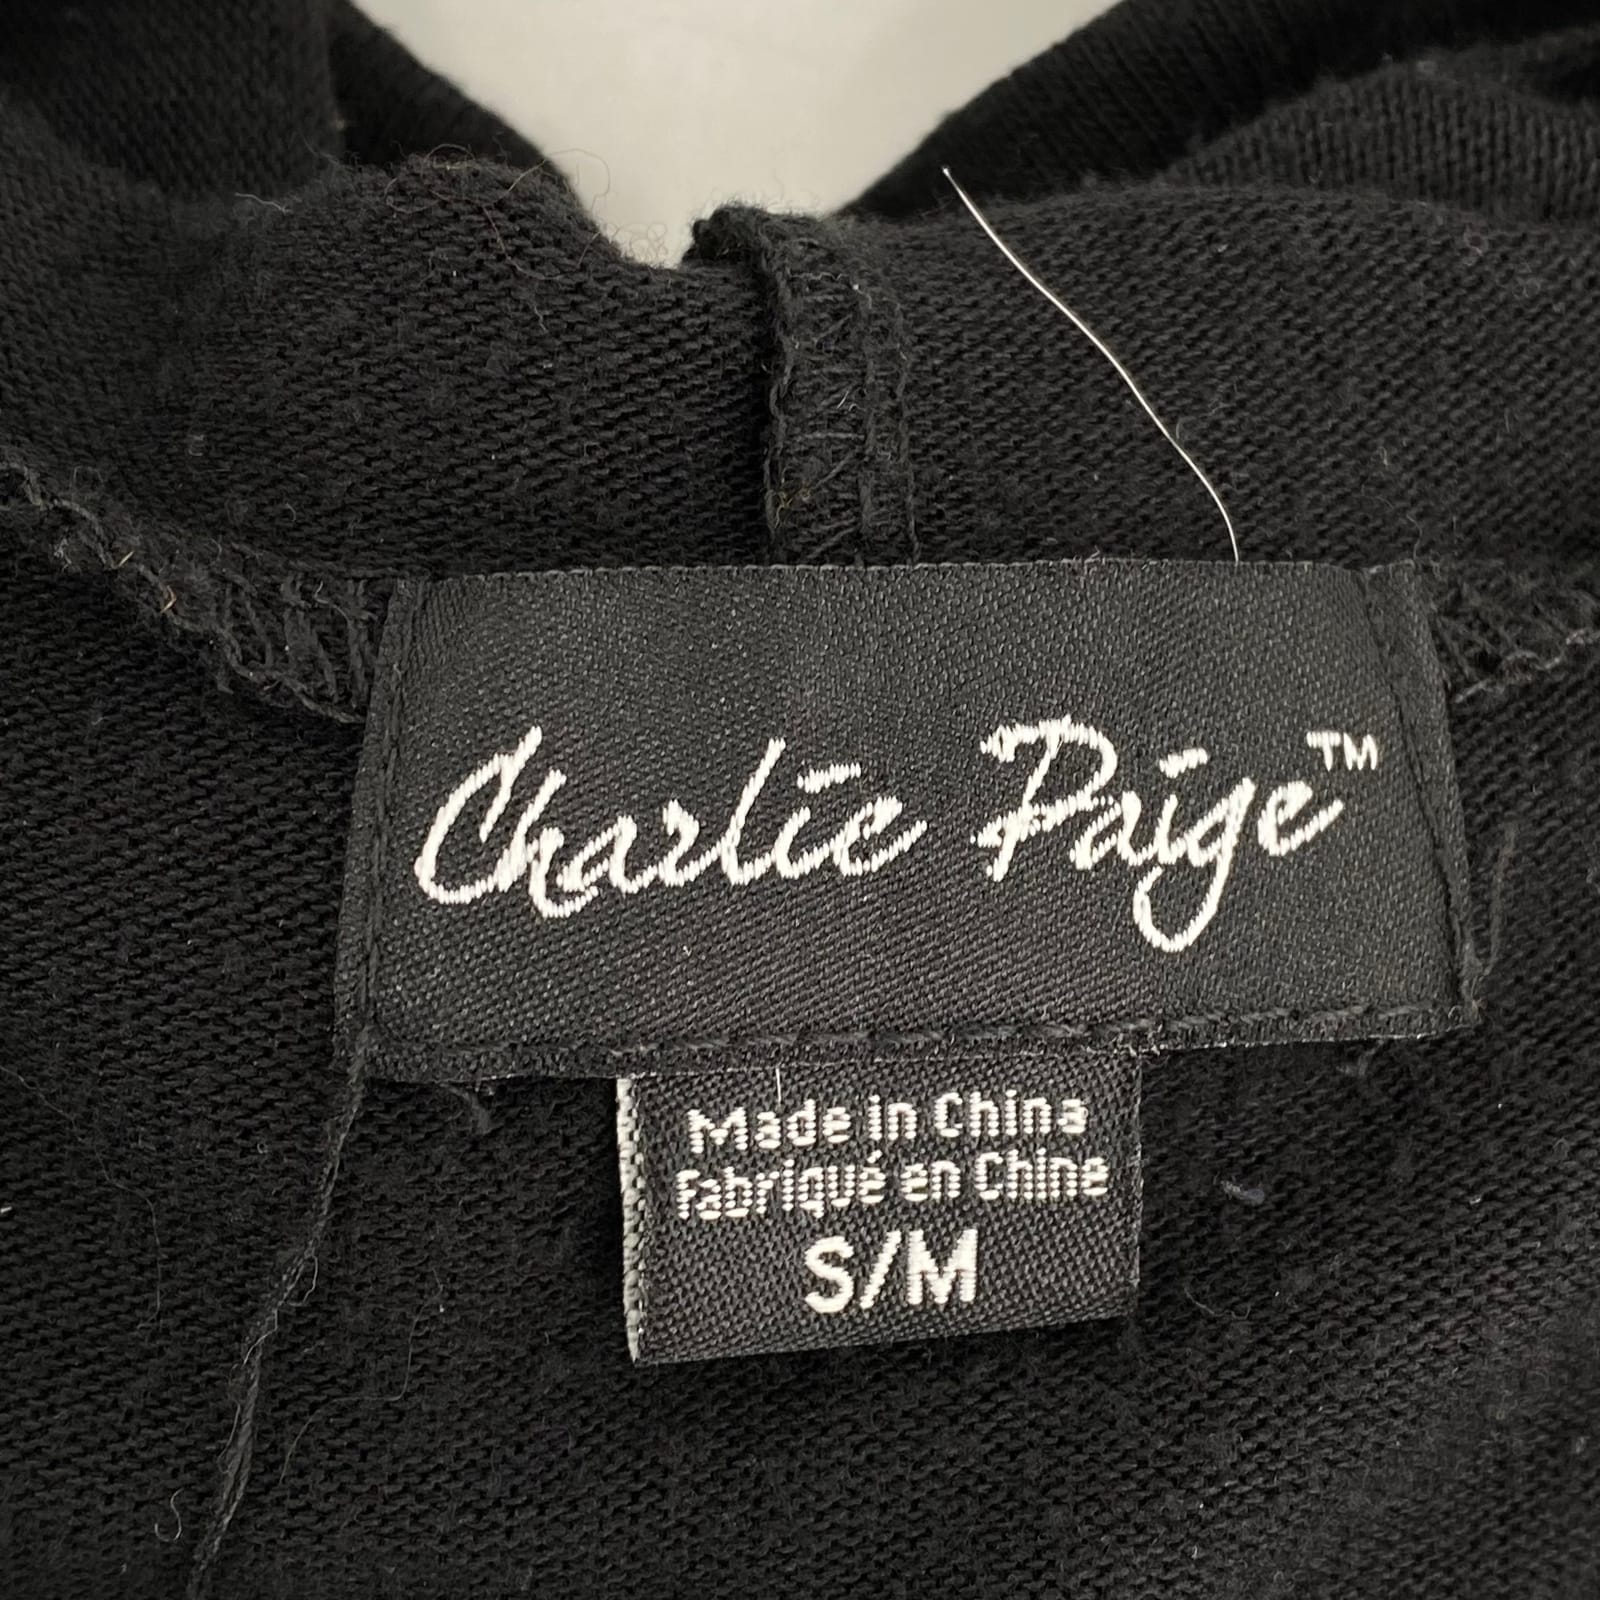 Charlie Paige™
Made in China
Fabriqué en Chine
S/M